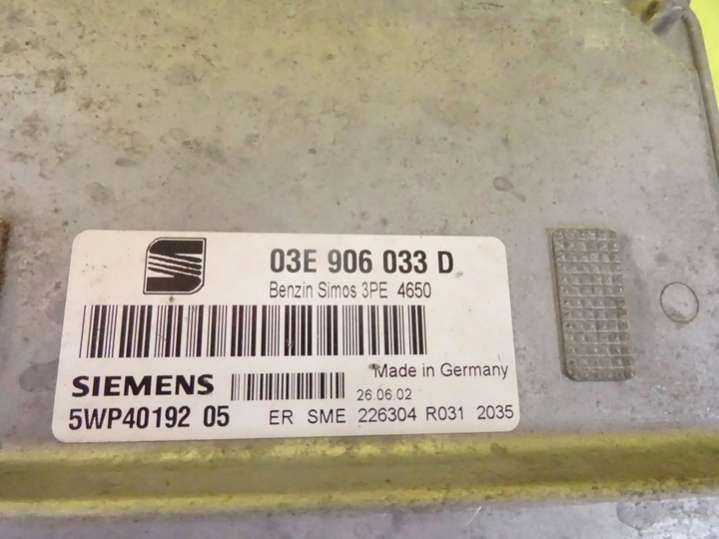 03E 906 033 D
Benzin Simos 3PE 4650
Made in Germany
SIEMENS
26.06.02
5WP40192 05 ER SME 226304 R031 2035